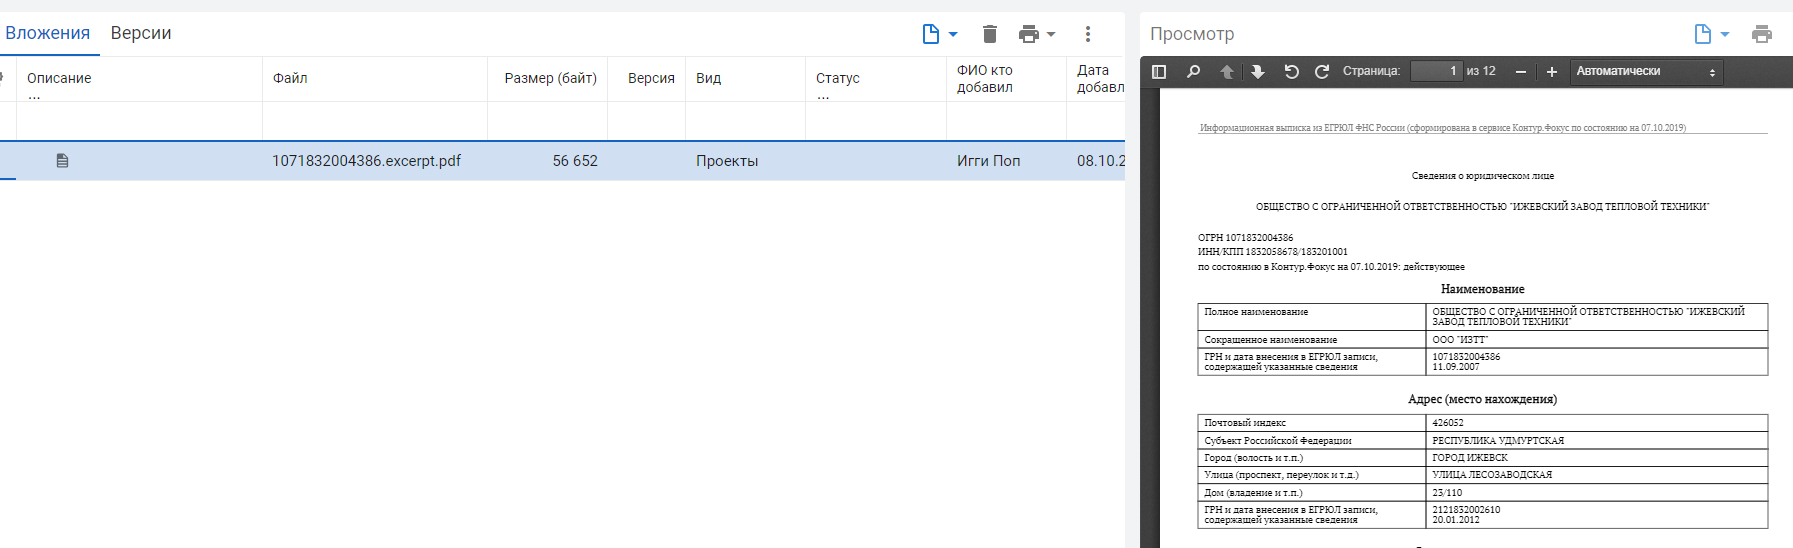 Вложения Версии
Описание Файл Размер (байт) Версия Вид Статус ФИО кто добавил Дата
... ...
1071832004386.excerpt.pdf 56 652 Проекты Игги Поп 08.10.2
Просмотр
Страница: 1 из 12 Автоматически
Информационная выписка из ЕГРЮЛ ФНС России (сформирована в сервисе Контур.Фокус по состоянию на 07.10.2019)
Сведения о юридическом лице
ОБЩЕСТВО С ОГРАНИЧЕННОЙ ОТВЕТСТВЕННОСТЬЮ "ИЖЕВСКИЙ ЗАВОД ТЕПЛОВОЙ ТЕХНИКИ"
ОГРН 1071832004386
ИНН/КПП 1832058678/183201001
по состоянию в Контур.Фокус на 07.10.2019: действующее
Наименование
Полное наименование ОБЩЕСТВО С ОГРАНИЧЕННОЙ ОТВЕТСТВЕННОСТЬЮ "ИЖЕВСКИЙ
ЗАВОД ТЕПЛОВОЙ ТЕХНИКИ"
Сокращенное наименование ООО "ИЗТТ"
ГРН и дата внесения в ЕГРЮЛ записи, 1071832004386
содержащей указанные сведения 11.09.2007
Адрес (место нахождения)
Почтовый индекс 426052
Субъект Российской Федерации РЕСПУБЛИКА УДМУРТСКАЯ
Город (волость и т.п.) ГОРОД ИЖЕВСК
Улица (проспект, переулок и т.д.) УЛИЦА ЛЕСОЗАВОДСКАЯ
Дом (владение и т.п.) 23/110
ГРН и дата внесения в ЕГРЮЛ записи, 2121832002610
содержащей указанные сведения 20.01.2012